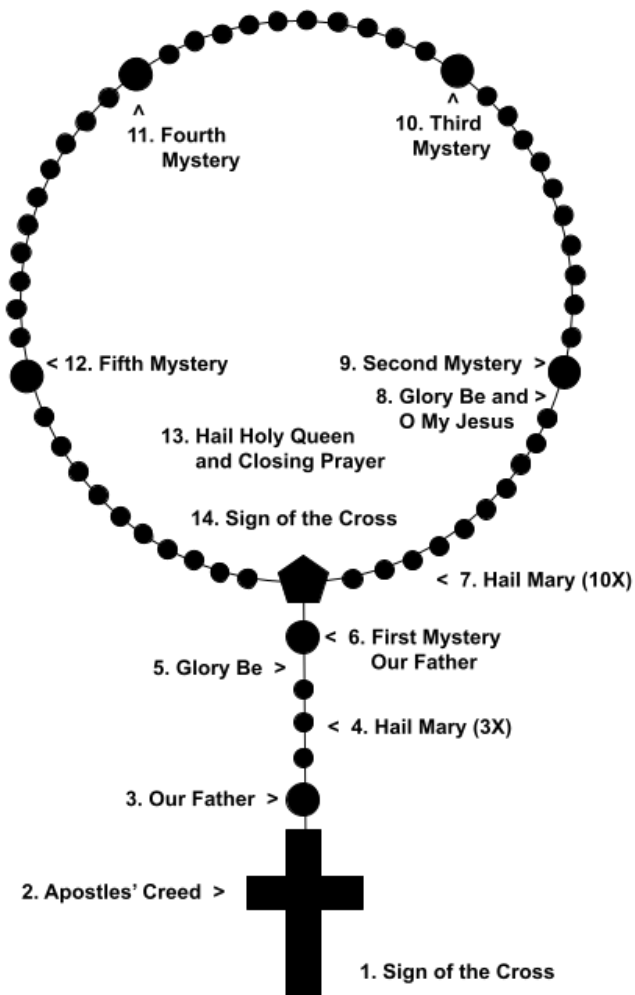 ^
11. Fourth
Mystery
^
10. Third
Mystery
< 12. Fifth Mystery
9. Second Mystery >
8. Glory Be and >
O My Jesus
13. Hail Holy Queen
and Closing Prayer
14. Sign of the Cross
< 7. Hail Mary (10X)
< 6. First Mystery
Our Father
5. Glory Be >
< 4. Hail Mary (3X)
3. Our Father >
2. Apostles’ Creed >
1. Sign of the Cross